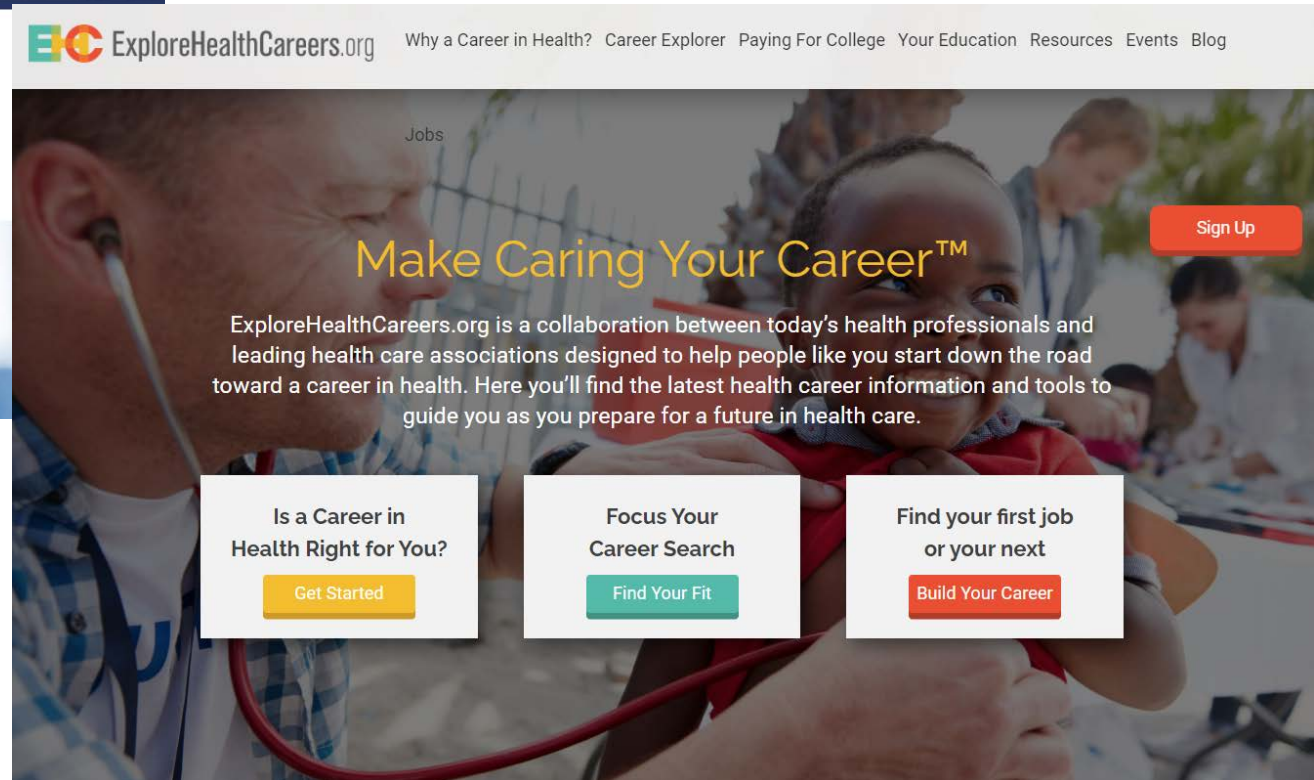 EHC ExploreHealthCareers.org
Why a Career in Health? Career Explorer Paying For College Your Education Resources Events Blog
Jobs
Sign Up
Make Caring Your Career™
ExploreHealthCareers.org is a collaboration between today’s health professionals and
leading health care associations designed to help people like you start down the road
toward a career in health. Here you’ll find the latest health career information and tools to
guide you as you prepare for a future in health care.
Is a Career in
Health Right for You?
Get Started
Focus Your
Career Search
Find Your Fit
Find your first job
or your next
Build Your Career